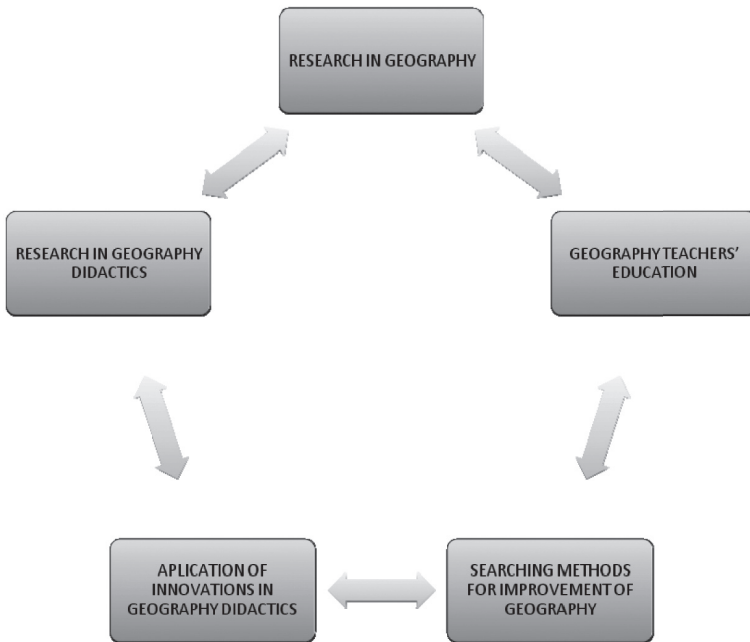 RESEARCH IN GEOGRAPHY
RESEARCH IN GEOGRAPHY
DIDACTICS
GEOGRAPHY TEACHERS'
EDUCATION
APLICATION OF
INNOVATIONS IN
GEOGRAPHY DIDACTICS
SEARCHING METHODS
FOR IMPROVEMENT OF
GEOGRAPHY